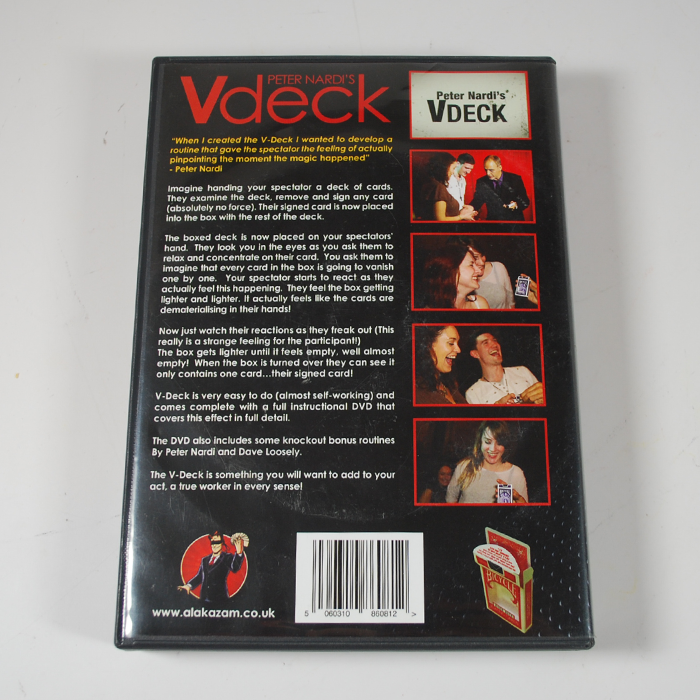 PETER NARDI'S
Vdeck
Peter Nardi's
VDECK
"When I created the V-Deck I wanted to develop a
routine that gave the spectator the feeling of actually
pinpointing the moment the magic happened"
- Peter Nardi
Imagine handing your spectator a deck of cards.
They examine the deck, remove and sign any card
(absolutely no force). Their signed card is now placed
into the box with the rest of the deck.
The boxed deck is now placed on your spectators'
hand. They look you in the eyes as you ask them to
relax and concentrate on their card. You ask them to
imagine that every card in the box is going to vanish
one by one. Your spectator starts to react as they
actually feel this happening. They feel the box getting
lighter and lighter. It actually feels like the cards are
dematerialising in their hands!
Now just watch their reactions as they freak out (This
really is a strange feeling for the participant!)
The box gets lighter until it feels empty, well almost
empty! When the box is turned over they can see it
only contains one card...their signed card!
V-Deck is very easy to do (almost self-working) and
comes complete with a full instructional DVD that
covers this effect in full detail.
The DVD also includes some knockout bonus routines
By Peter Nardi and Dave Loosely.
The V-Deck is something you will want to add to your
act, a true worker in every sense!
www.alakazam.co.uk
5 060310 860812 >
BICYCLE